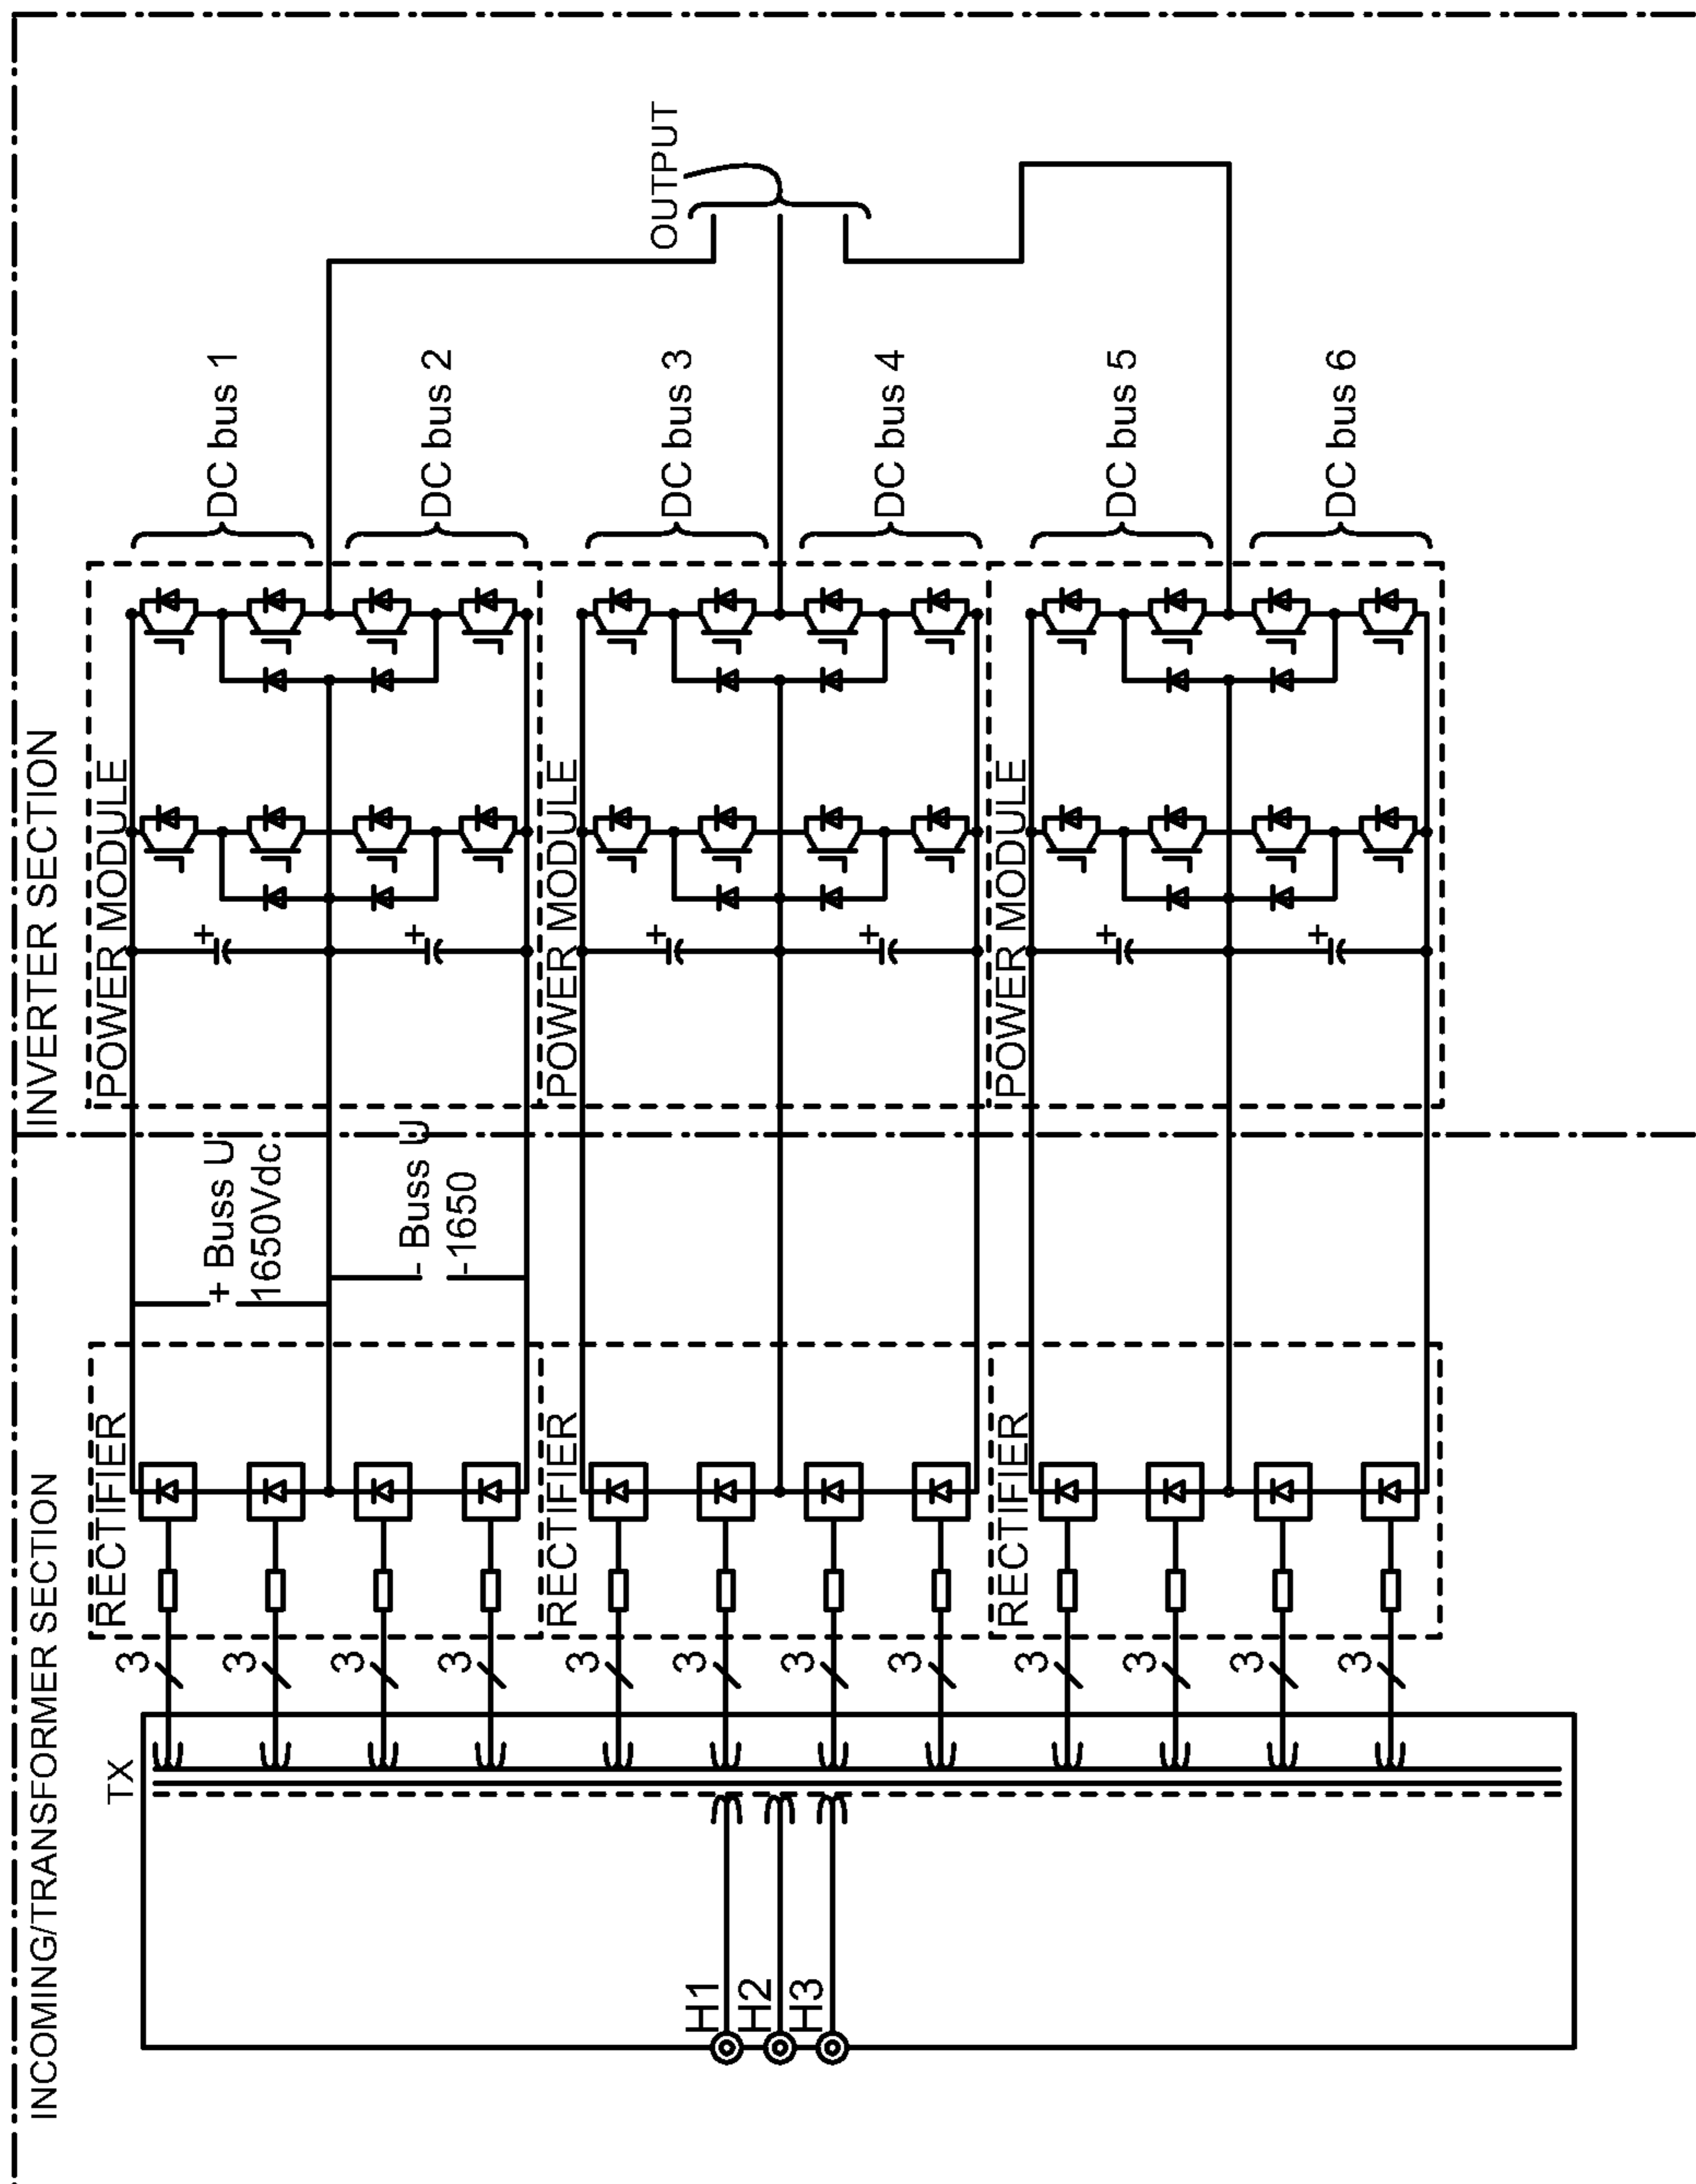 INCOMING/TRANSFORMER SECTION
INVERTER SECTION
TX
3
3
3
3
3
3
3
3
3
3
3
3
H1
H2
H3
RECTIFIER
RECTIFIER
RECTIFIER
+ Buss U
1650Vdc
- Buss U
-1650
POWER MODULE
POWER MODULE
POWER MODULE
+
+
+
+
+
+
DC bus 1
DC bus 2
DC bus 3
DC bus 4
DC bus 5
DC bus 6
OUTPUT